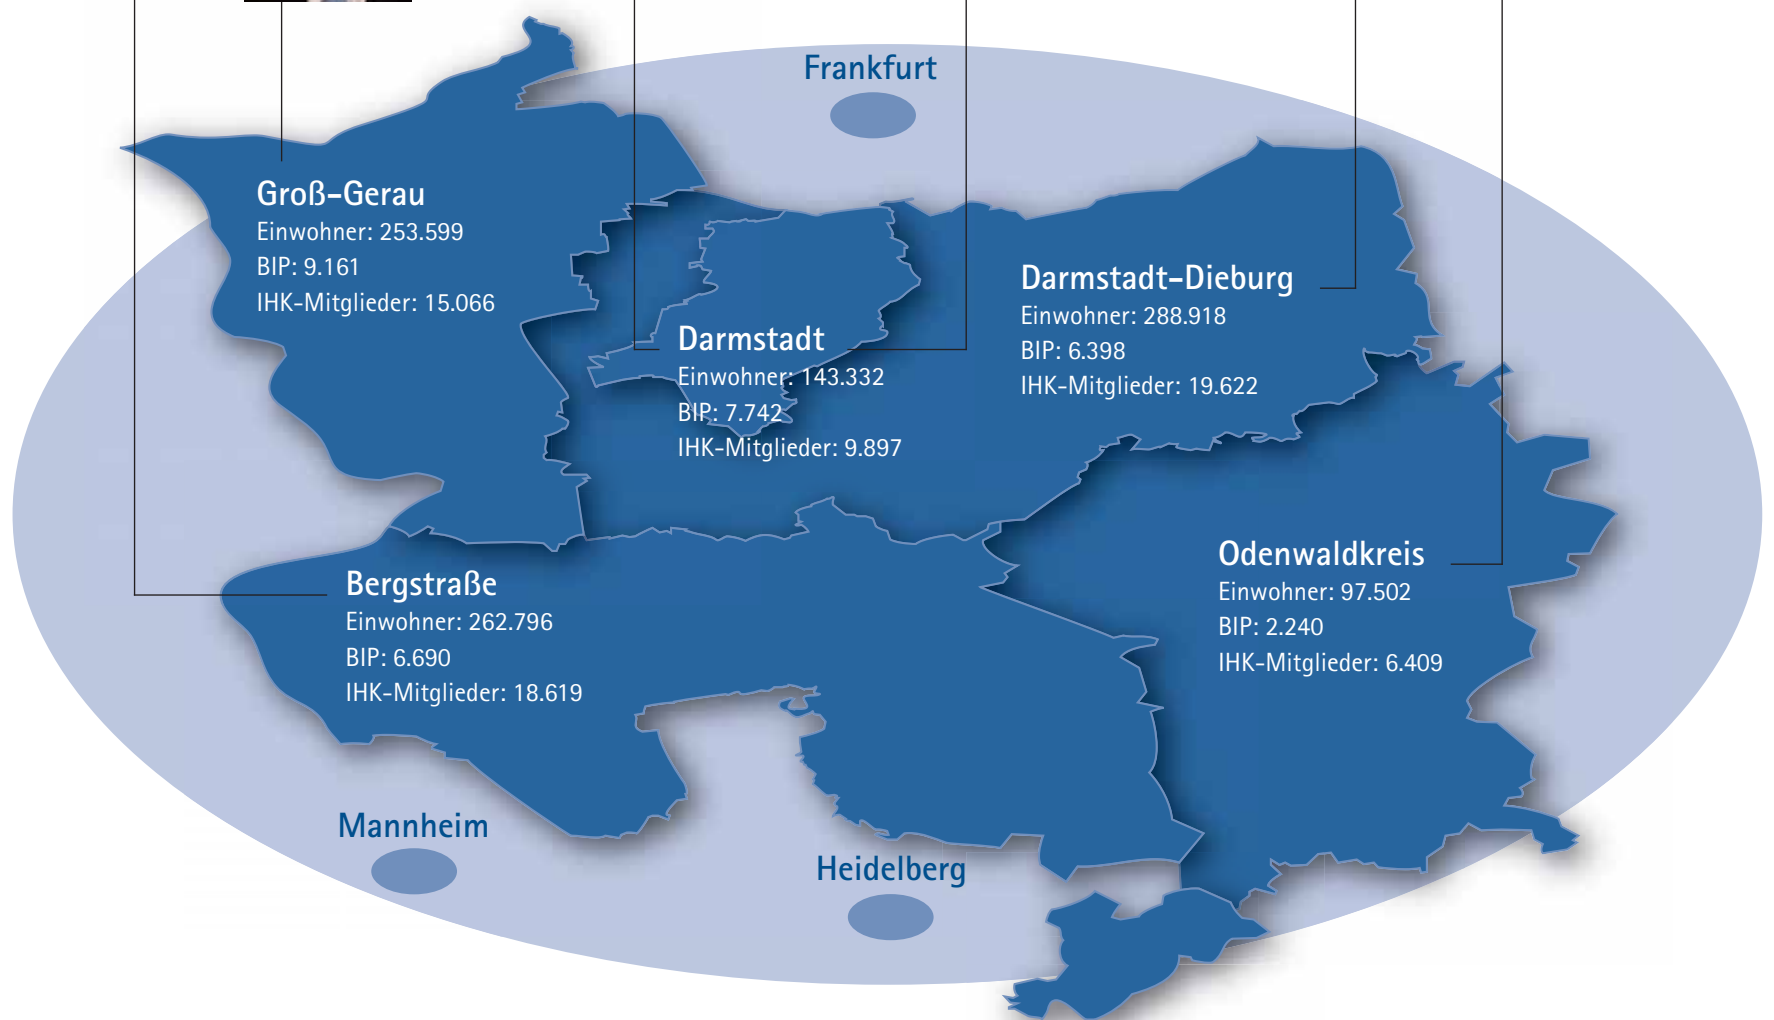 Frankfurt
Groß-Gerau
Einwohner: 253.599
BIP: 9.161
IHK-Mitglieder: 15.066
Darmstadt-Dieburg
Einwohner: 288.918
BIP: 6.398
IHK-Mitglieder: 19.622
Darmstadt
Einwohner: 143.332
BIP: 7.742
IHK-Mitglieder: 9.897
Odenwaldkreis
Einwohner: 97.502
BIP: 2.240
IHK-Mitglieder: 6.409
Bergstraße
Einwohner: 262.796
BIP: 6.690
IHK-Mitglieder: 18.619
Mannheim
Heidelberg